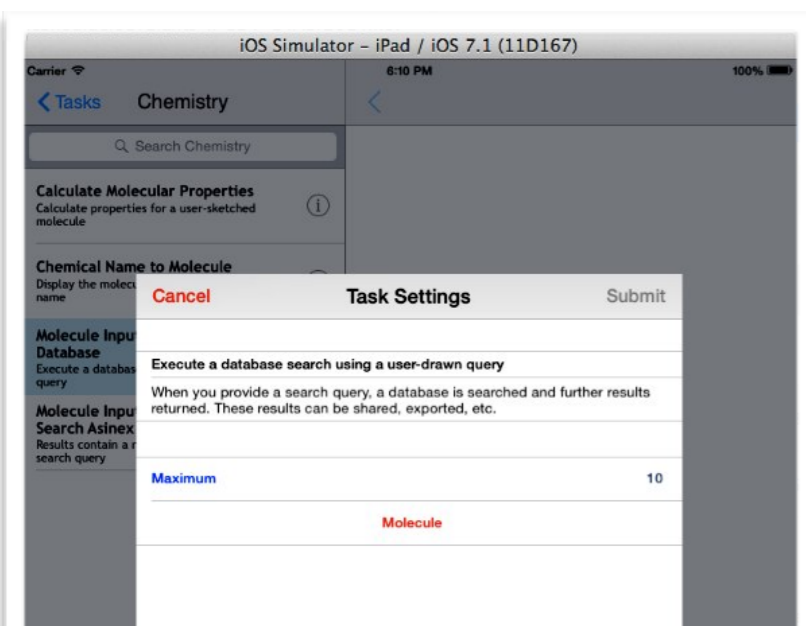 iOS Simulator – iPad / iOS 7.1 (11D167)
Carrier
6:10 PM
100%
Tasks
Chemistry
Search Chemistry
Calculate Molecular Properties
Calculate properties for a user-sketched
molecule
Chemical Name to Molecule
Display the
name
Molecule
Database
Execute a
query
Molecule
Search Asinex
Results contain a
search query
Cancel
Task Settings
Submit
Execute a database search using a user-drawn query
When you provide a search query, a database is searched and further results
returned. These results can be shared, exported, etc.
Maximum
10
Molecule